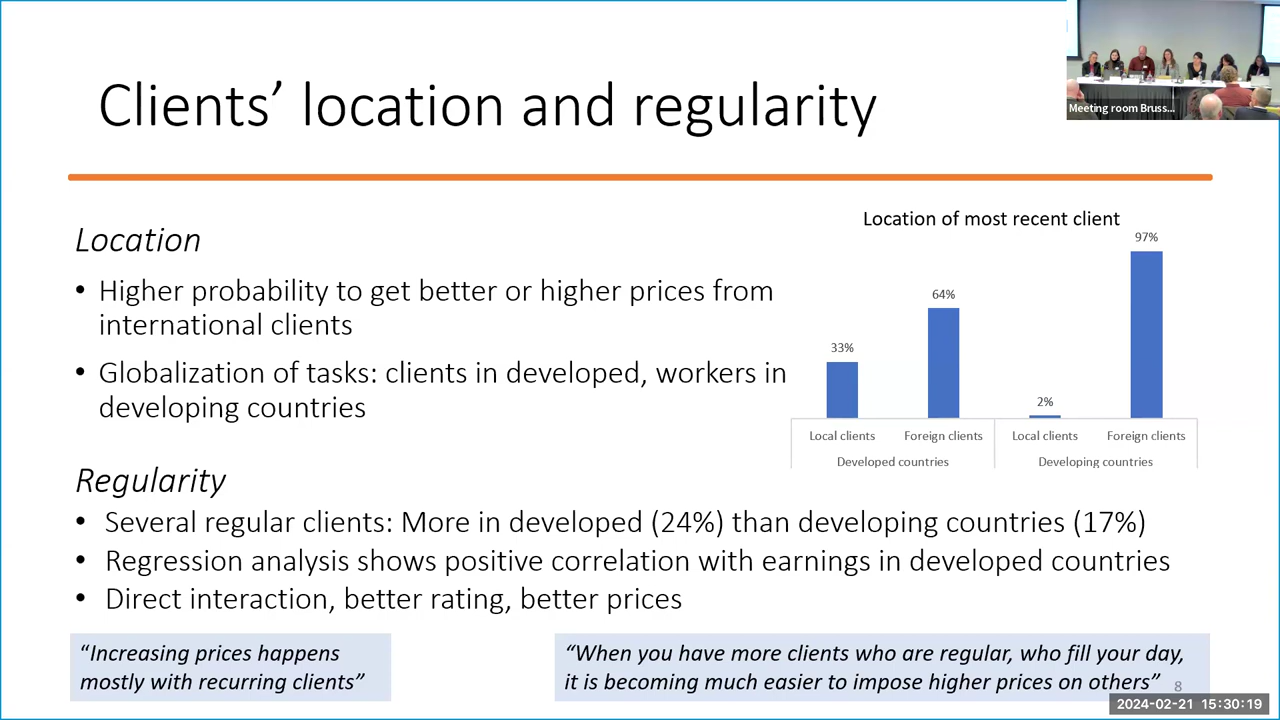 Clients’ location and regularity
Meeting room Bruss...
Location
• Higher probability to get better or higher prices from
international clients
• Globalization of tasks: clients in developed, workers in
developing countries
Location of most recent client
97%
64%
33%
2%
Local clients
Foreign clients
Local clients
Foreign clients
Developed countries
Developing countries
Regularity
• Several regular clients: More in developed (24%) than developing countries (17%)
• Regression analysis shows positive correlation with earnings in developed countries
• Direct interaction, better rating, better prices
“Increasing prices happens
mostly with recurring clients”
“When you have more clients who are regular, who fill your day,
it is becoming much easier to impose higher prices on others”
8
2024-02-21 15:30:19